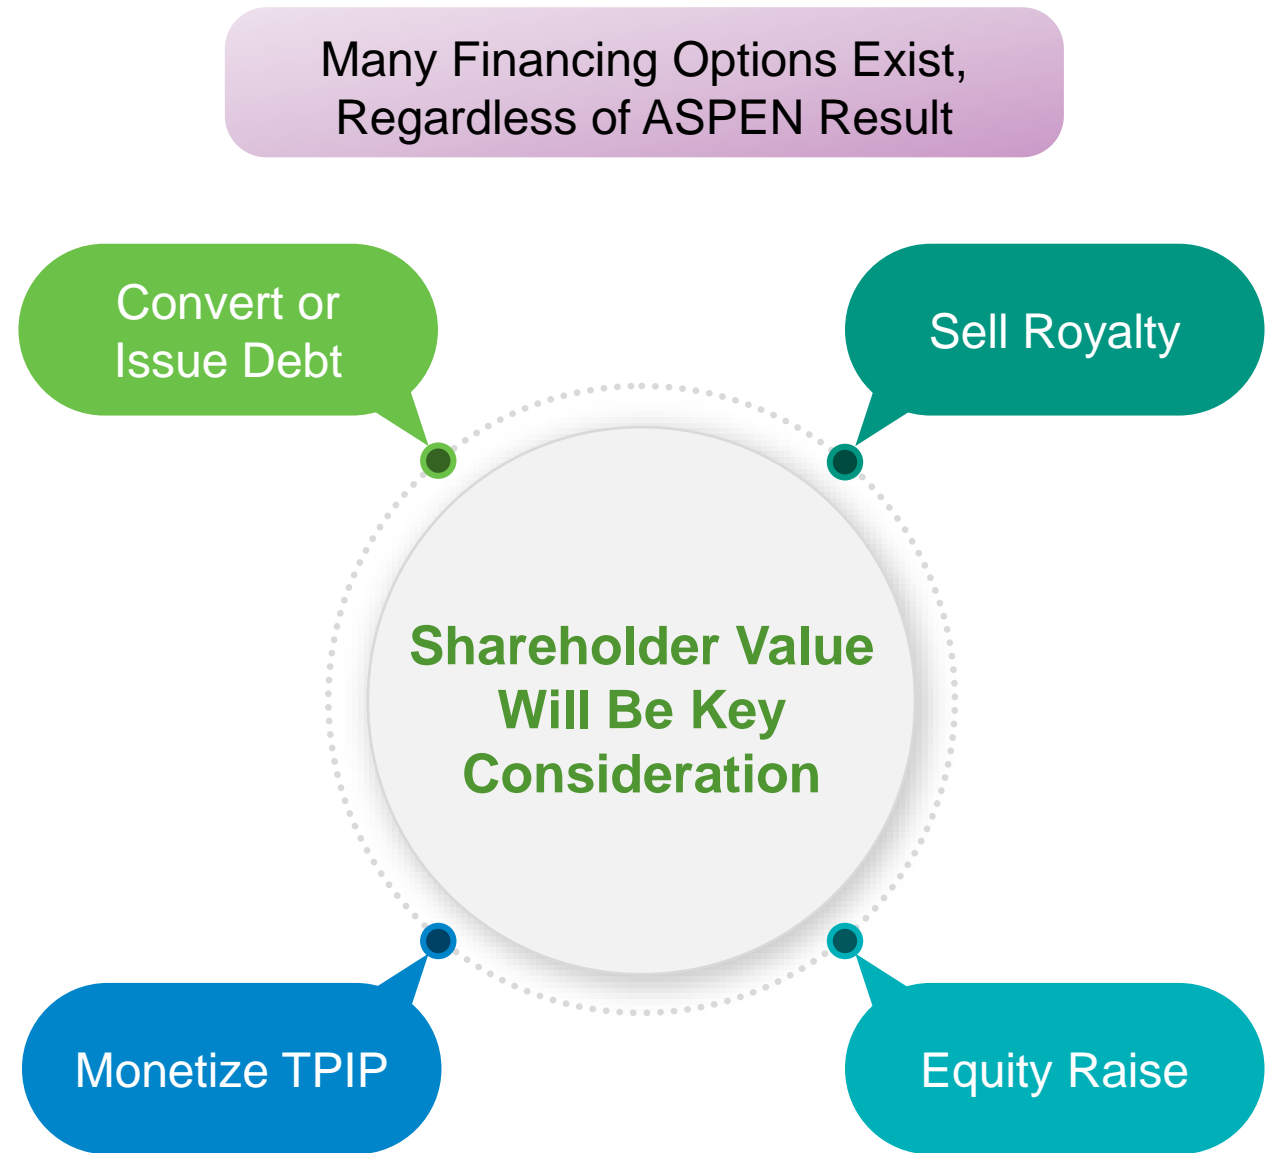 Many Financing Options Exist,
Regardless of ASPEN Result
Convert or
Issue Debt
Sell Royalty
Shareholder Value
Will Be Key
Consideration
Monetize TPIP
Equity Raise